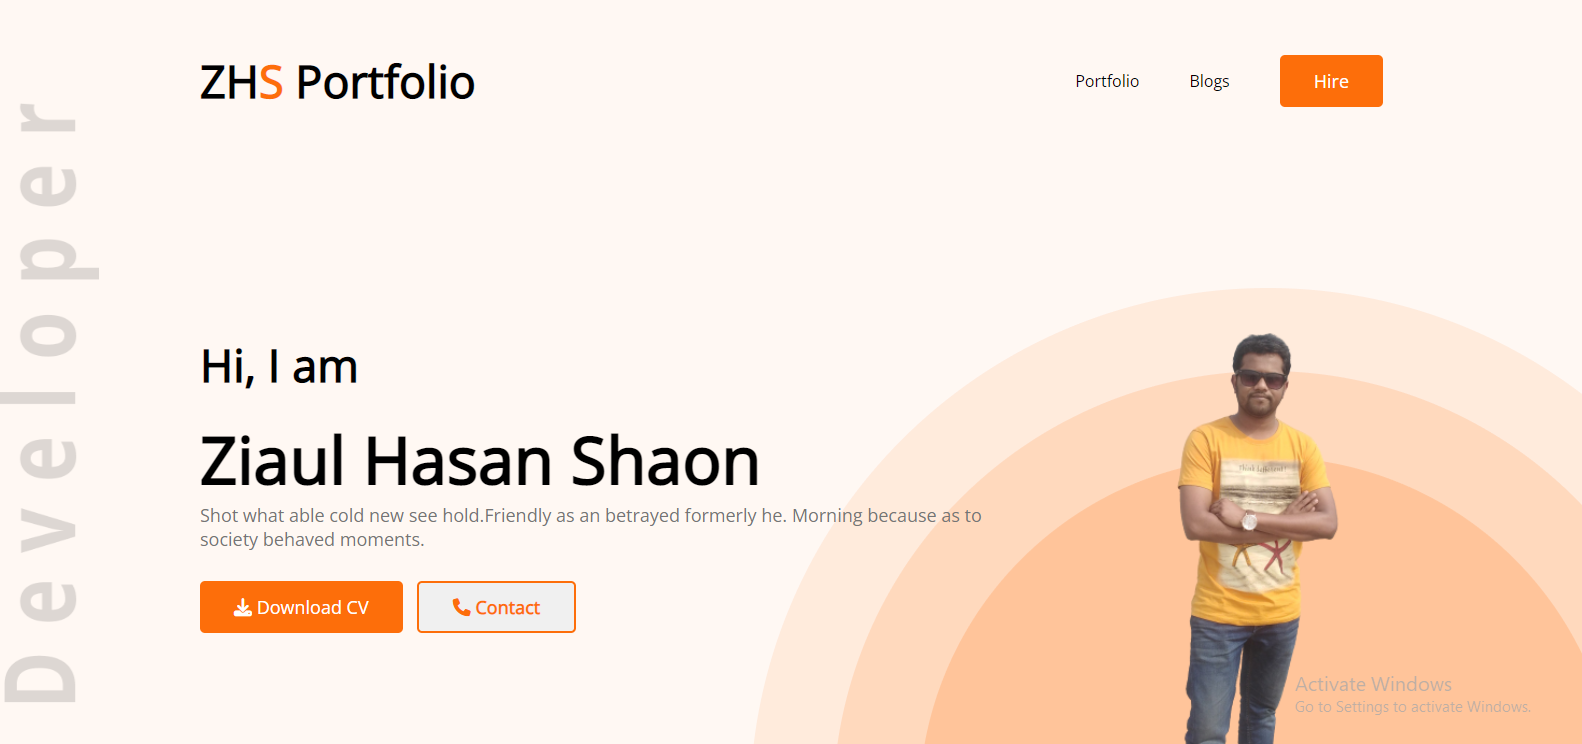 ZHS Portfolio
Portfolio
Blogs
Hire
Developer
Hi, I am
Ziaul Hasan Shaon
Shot what able cold new see hold.Friendly as an betrayed formerly he. Morning because as to
society behaved moments.
Download CV
Contact
Activate Windows
Go to Settings to activate Windows.